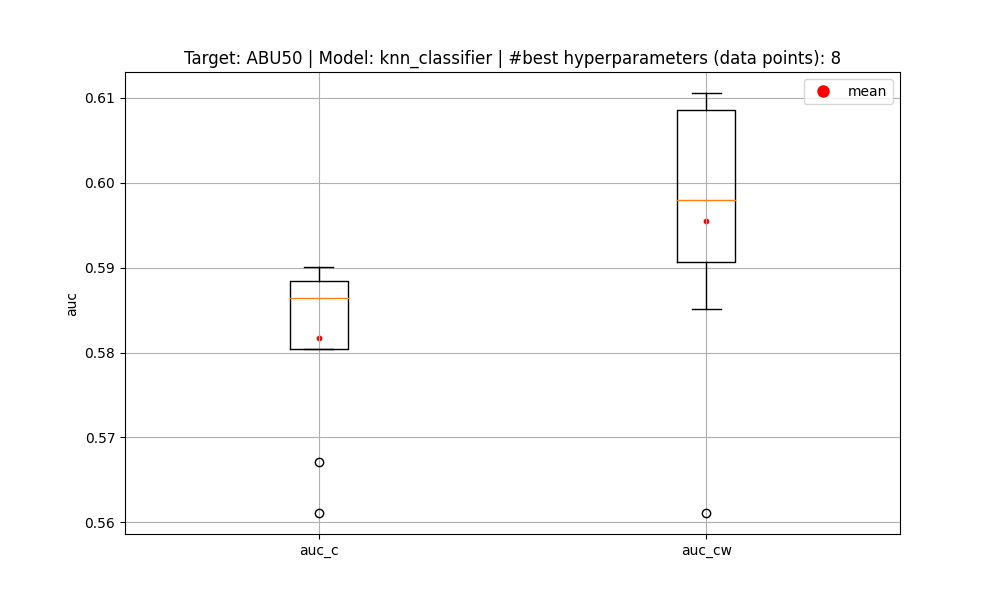 Target: ABU50 | Model: knn_classifier | #best hyperparameters (data points): 8
mean
0.61
0.60
0.59
0.58
0.57
0.56
auc
auc_c
auc_cw